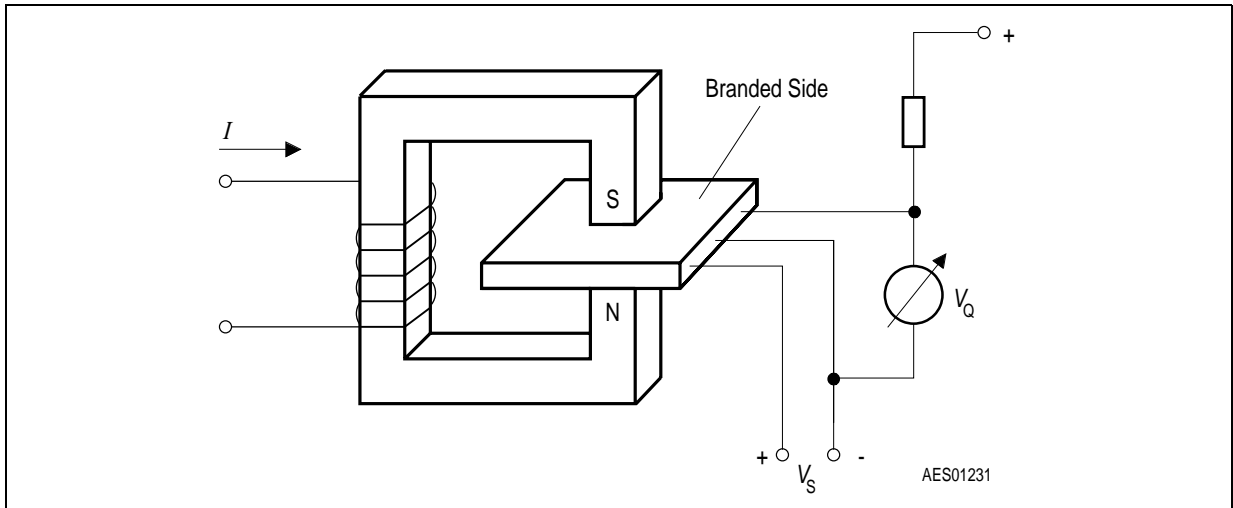 +
Branded Side
I
S
N
V_Q
+ V_S -
AES01231